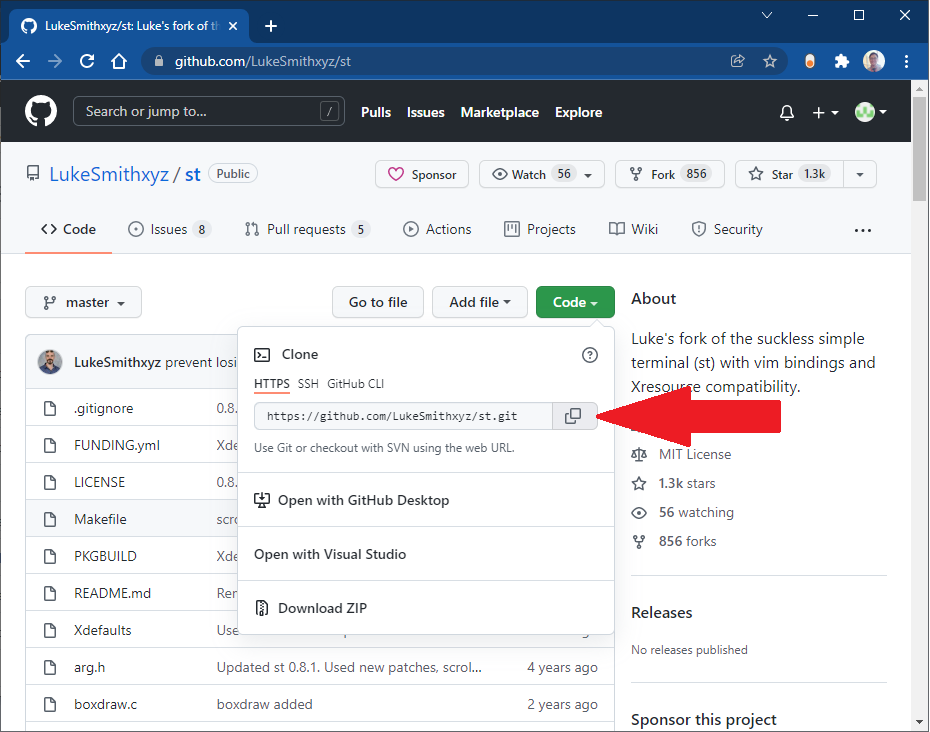 LukeSmithxyz/st: Luke's fork of th
github.com/LukeSmithxyz/st
Search or jump to... /
Pulls Issues Marketplace Explore
LukeSmithxyz / st Public
Sponsor Watch 56 Fork 856 Star 1.3k
Code Issues 8 Pull requests 5 Actions Projects Wiki Security
master Go to file Add file Code
About
Luke's fork of the suckless simple
terminal (st) with vim bindings and
Xresource compatibility.
MIT License
1.3k stars
56 watching
856 forks
Releases
No releases published
Sponsor this project
LukeSmithxyz prevent losi
Clone
HTTPS SSH GitHub CLI
https://github.com/LukeSmithxyz/st.git
Use Git or checkout with SVN using the web URL.
Open with GitHub Desktop
Open with Visual Studio
Download ZIP
.gitignore 0.8.
FUNDING.yml
LICENSE 0.8.
Makefile scro
PKGBUILD Xde
README.md Ren
Xdefaults Use
arg.h Updated st 0.8.1. Used new patches, scrol... 4 years ago
boxdraw.c boxdraw added 2 years ago